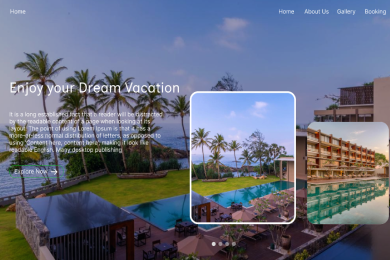 Home
Home About Us Gallery Booking
Enjoy your Dream Vacation
It is a long established fact that a reader will be distracted
by the readable content of a page when looking at its
layout. The point of using Lorem Ipsum is that it has a
more-or-less normal distribution of letters, as opposed to
using 'Content here, content here', making it look like
readable English. Many desktop publishing
Explore Now →